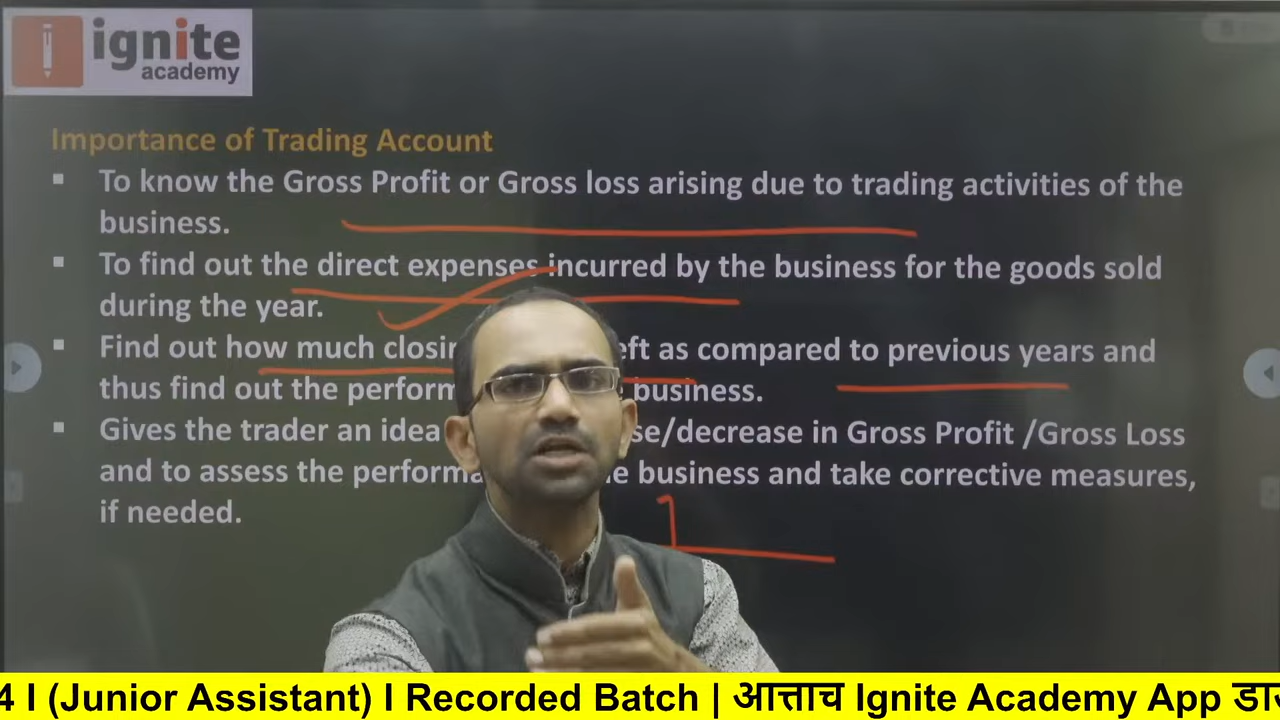 ignite
academy
Importance of Trading Account
▪ To know the Gross Profit or Gross loss arising due to trading activities of the
business.
▪ To find out the direct expenses incurred by the business for the goods sold
during the year.
▪ Find out how much eft as compared to previous years and
thus find out the business.
▪ Gives the trader an idea se/decrease in Gross Profit /Gross Loss
and to assess the business and take corrective measures,
if needed.
4 I (Junior Assistant) I Recorded Batch | आत्ताच Ignite Academy App